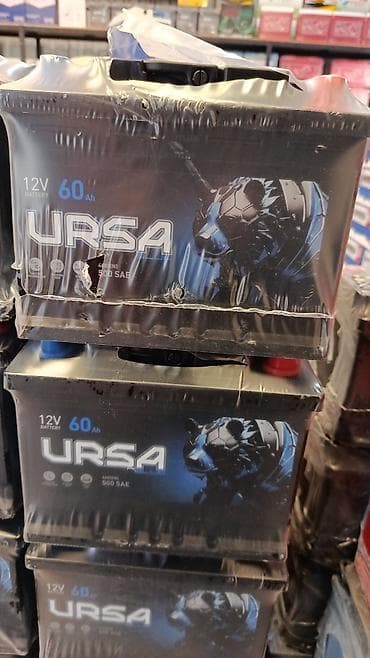 12V 60Ah
BATTERY
URSA
500 SAE
12V 60Ah
BATTERY
URSA
500 SAE
12V 60
URSA